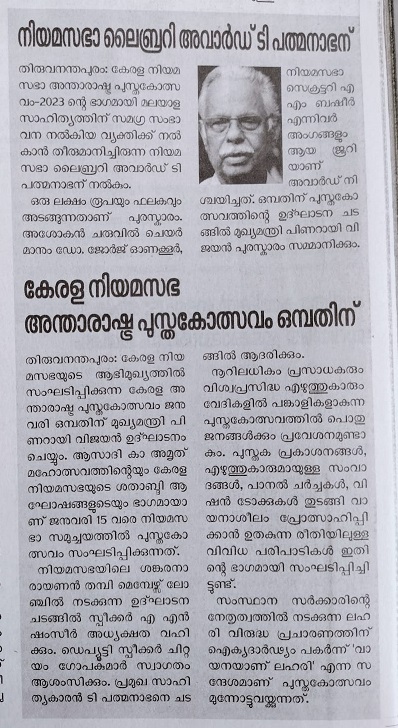 നിയമസഭാ ലൈബ്രറി അവാർഡ് ടി പത്മനാഭന്
തിരുവനന്തപുരം: കേരള നിയമ
സഭാ അന്താരാഷ്ട്ര പുസ്തകോത്സ
വം–2023 ന്റെ ഭാഗമായി മലയാള
സാഹിത്യത്തിന് സമഗ്ര സംഭാ
വന നൽകിയ വ്യക്തിക്ക് നൽ
കാൻ തീരുമാനിച്ചിരുന്ന നിയമ
സഭാ ലൈബ്രറി അവാർഡ് ടി
പത്മനാഭന് നൽകും.
ഒരു ലക്ഷം രൂപയും ഫലകവും
അടങ്ങുന്നതാണ് പുരസ്കാരം.
അശോകൻ ചരുവിൽ ചെയർ
മാനും ഡോ. ജോർജ് ഓണക്കൂർ,
നിയമസഭാ
സെക്രട്ടറി എ
എം ബഷീർ
എന്നിവർ
അംഗങ്ങളും
ആയ ജൂറി
യാണ്
അവാർഡ് നി
ശ്ചയിച്ചത്. ഒമ്പതിന് പുസ്തകോ
ത്സവത്തിന്റെ ഉദ്ഘാടന ചട
ങ്ങിൽ മുഖ്യമന്ത്രി പിണറായി വി
ജയൻ പുരസ്കാരം സമ്മാനിക്കും.
കേരള നിയമസഭ
അന്താരാഷ്ട്ര പുസ്തകോത്സവം ഒമ്പതിന്
തിരുവനന്തപുരം: കേരള നിയ
മസഭയുടെ ആഭിമുഖ്യത്തിൽ
സംഘടിപ്പിക്കുന്ന കേരള അ
ന്താരാഷ്ട്ര പുസ്തകോത്സവം ജനു
വരി ഒമ്പതിന് മുഖ്യമന്ത്രി പി
ണറായി വിജയൻ ഉദ്ഘാടനം
ചെയ്യും. ആസാദി കാ അമൃത്
മഹോത്സവത്തിന്റെയും കേരള
നിയമസഭയുടെ ശതാബ്ദി ആ
ഘോഷങ്ങളുടെയും ഭാഗമായാ
ണ് ജനുവരി 15 വരെ നിയമസ
ഭാ സമുച്ചയത്തിൽ പുസ്തകോ
ത്സവം സംഘടിപ്പിക്കുന്നത്.
നിയമസഭയിലെ ശങ്കരനാ
രായണൻ തമ്പി മെമ്പേഴ്സ് ലോ
ഞ്ചിൽ നടക്കുന്ന ഉദ്ഘാടന
ചടങ്ങിൽ സ്പീക്കർ എ എൻ
ഷംസീർ അധ്യക്ഷത വഹി
ക്കും. ഡെപ്യൂട്ടി സ്പീക്കർ ചിറ്റ
യം ഗോപകുമാർ സ്വാഗതം
ആശംസിക്കും. പ്രമുഖ സാഹി
ത്യകാരൻ ടി പത്മനാഭനെ ചട
ങ്ങിൽ ആദരിക്കും.
നൂറിലധികം പ്രസാധകരും
വിശ്വപ്രസിദ്ധ എഴുത്തുകാരും
വേദികളിൽ പങ്കാളികളാകുന്ന
പുസ്തകോത്സവത്തിൽ പൊതു
ജനങ്ങൾക്കും പ്രവേശനമുണ്ടാ
കും. പുസ്തക പ്രകാശനങ്ങൾ,
എഴുത്തുകാരുമായുള്ള സംവാ
ദങ്ങൾ, പാനൽ ചർച്ചകൾ, വി
ഷൻ ടോക്കുകൾ തുടങ്ങി വാ
യനാശീലം പ്രോത്സാഹിപ്പി
ക്കാൻ ഉതകുന്ന രീതിയിലുള്ള
വിവിധ പരിപാടികൾ ഇതി
ന്റെ ഭാഗമായി സംഘടിപ്പിച്ചി
ട്ടുണ്ട്.
സംസ്ഥാന സർക്കാരിന്റെ
നേതൃത്വത്തിൽ നടക്കുന്ന ലഹ
രി വിരുദ്ധ പ്രചാരണത്തിന്
ഐക്യദാർഢ്യം പകർന്ന് 'വാ
യനയാണ് ലഹരി' എന്ന സ
ന്ദേശമാണ് പുസ്തകോത്സവം
മുന്നോട്ടുവയ്ക്കുന്നത്.